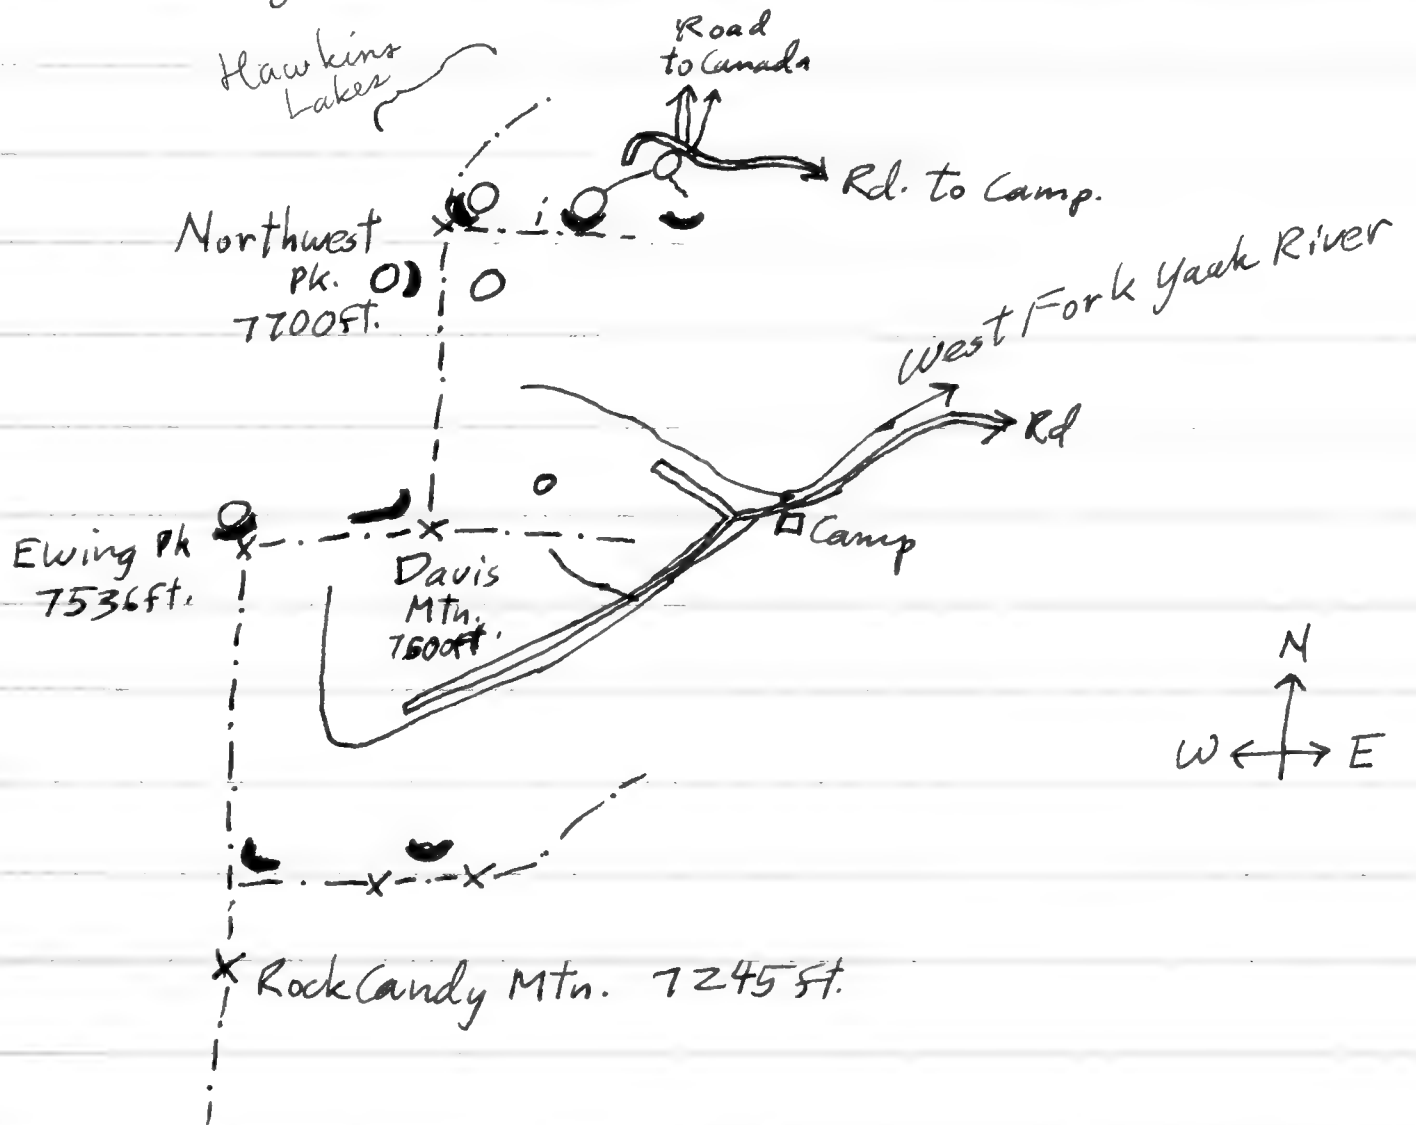 Road
to Canada
Hawkins
Lakes
Rd. to Camp.
Northwest
Pk.
7700ft.
West Fork Yaak River
Rd
Camp
Ewing Pk
7536ft.
Davis
Mtn.
7600ft.
N
W E
Rock Candy Mtn. 7245ft.